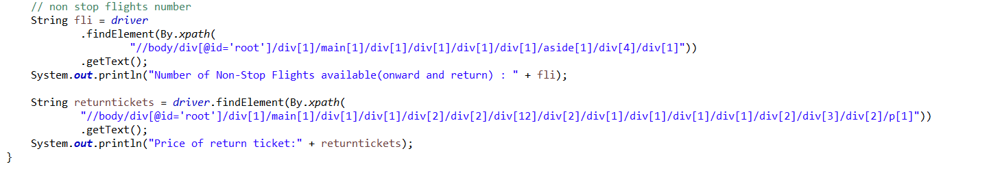 // non stop flights number
String fli = driver
.findElement(By.xpath(
"//body/div[@id='root']/div[1]/main[1]/div[1]/div[1]/div[1]/div[1]/aside[1]/div[4]/div[1]"))
.getText();
System.out.println("Number of Non-Stop Flights available(onward and return) : " + fli);
String returntickets = driver.findElement(By.xpath(
"//body/div[@id='root']/div[1]/main[1]/div[1]/div[1]/div[2]/div[2]/div[12]/div[2]/div[1]/div[1]/div[1]/div[1]/div[2]/div[3]/div[2]/p[1]"))
.getText();
System.out.println("Price of return ticket:" + returntickets);
}